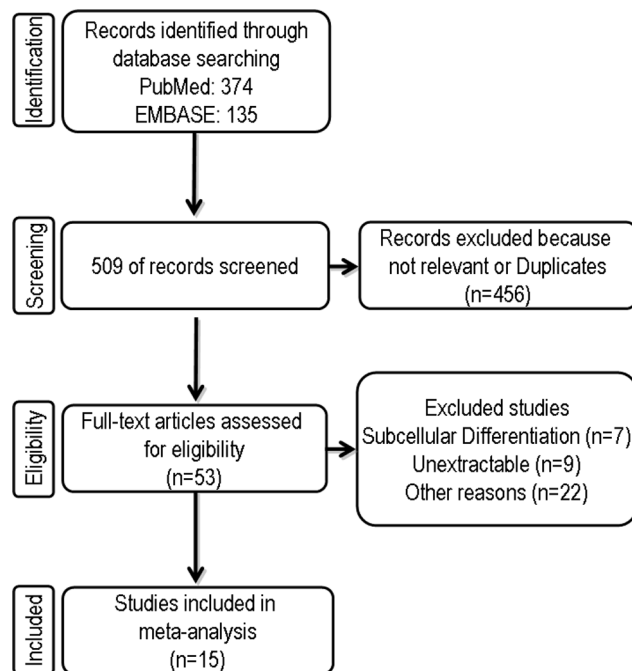 Identification
Records identified through
database searching
PubMed: 374
EMBASE: 135
Screening
509 of records screened
Records excluded because
not relevant or Duplicates
(n=456)
Eligibility
Full-text articles assessed
for eligibility
(n=53)
Excluded studies
Subcellular Differentiation (n=7)
Unextractable (n=9)
Other reasons (n=22)
Included
Studies included in
meta-analysis
(n=15)